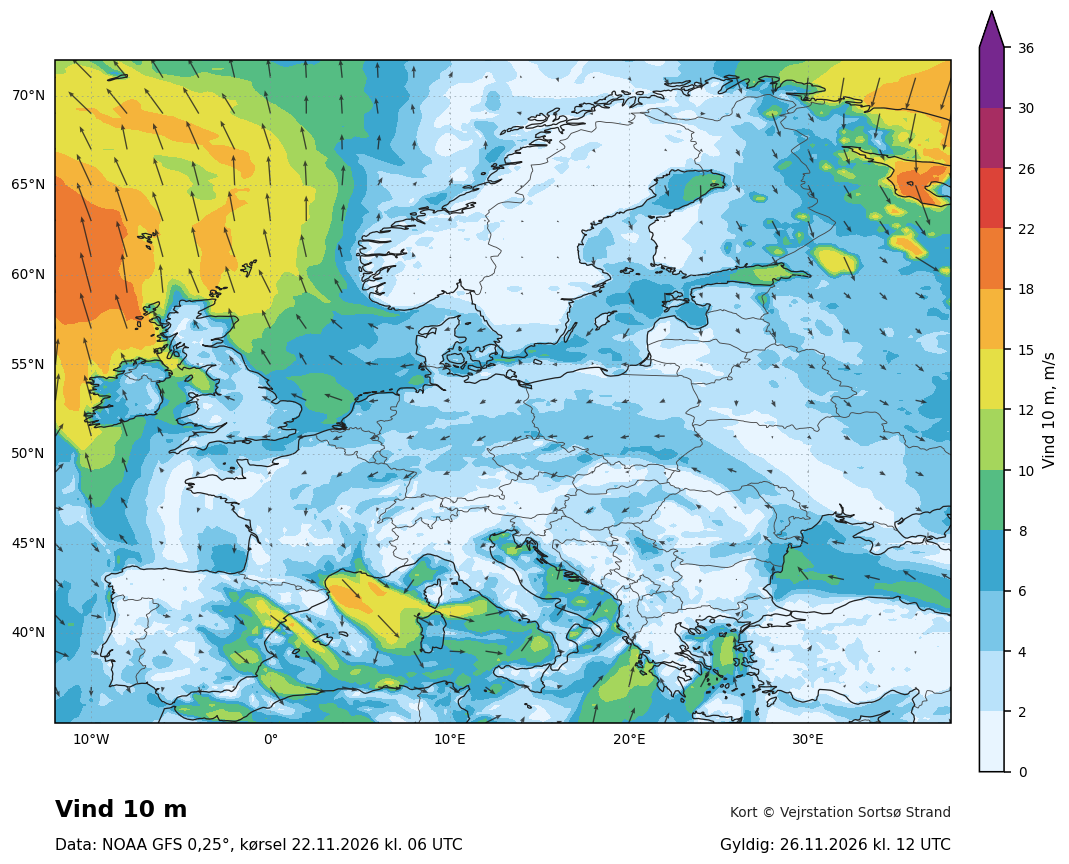 70°N
65°N
60°N
55°N
50°N
45°N
40°N
10°W
0°
10°E
20°E
30°E
36
30
26
22
18
15
12
10
8
6
4
2
0
Vind 10 m, m/s
Vind 10 m
Kort © Vejrstation Sortsø Strand
Data: NOAA GFS 0,25°, kørsel 22.11.2026 kl. 06 UTC
Gyldig: 26.11.2026 kl. 12 UTC